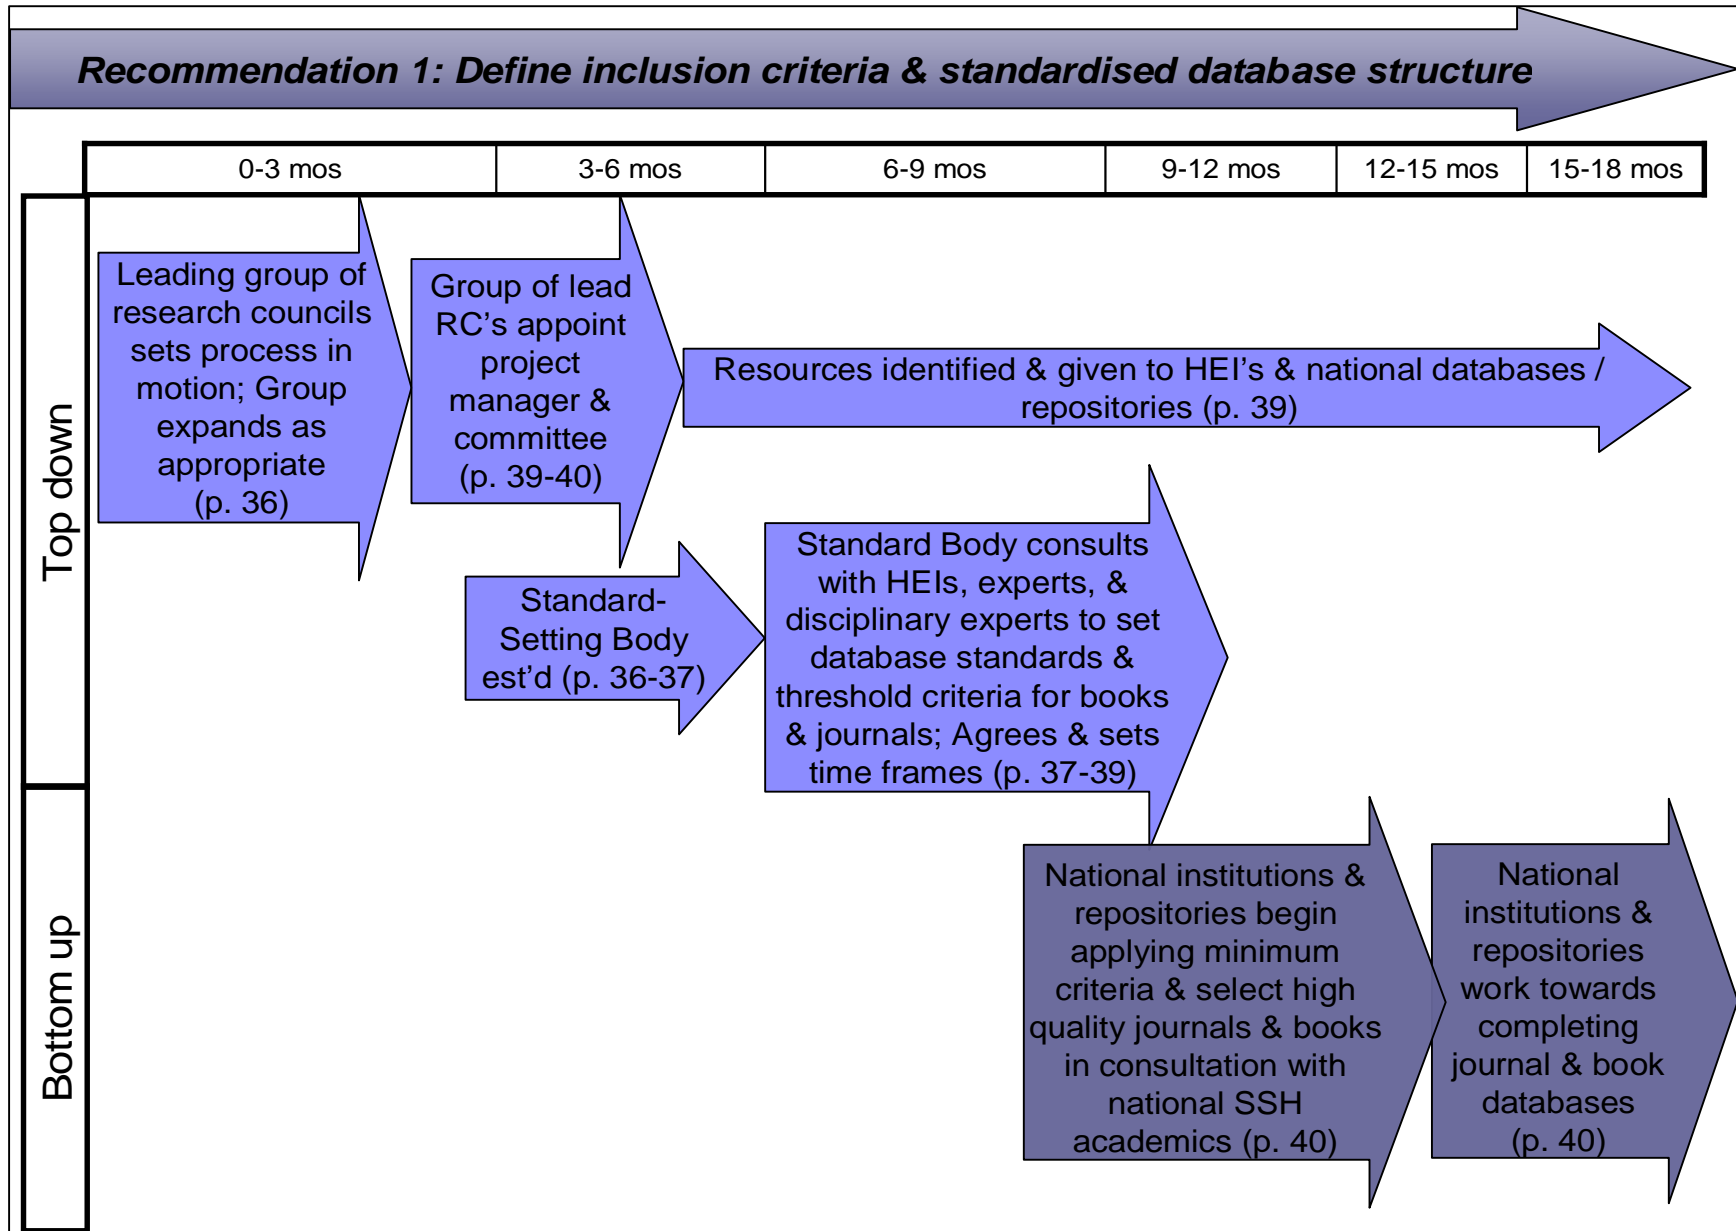 Recommendation 1: Define inclusion criteria & standardised database structure
0-3 mos
3-6 mos
6-9 mos
9-12 mos
12-15 mos
15-18 mos
Top down
Leading group of
research councils
sets process in
motion; Group
expands as
appropriate
(p. 36)
Group of lead
RC's appoint
project
manager &
committee
(p. 39-40)
Resources identified & given to HEI's & national databases /
repositories (p. 39)
Standard-
Setting Body
est'd (p. 36-37)
Standard Body consults
with HEIs, experts, &
disciplinary experts to set
database standards &
threshold criteria for books
& journals; Agrees & sets
time frames (p. 37-39)
Bottom up
National institutions &
repositories begin
applying minimum
criteria & select high
quality journals & books
in consultation with
national SSH
academics (p. 40)
National
institutions &
repositories
work towards
completing
journal & book
databases
(p. 40)